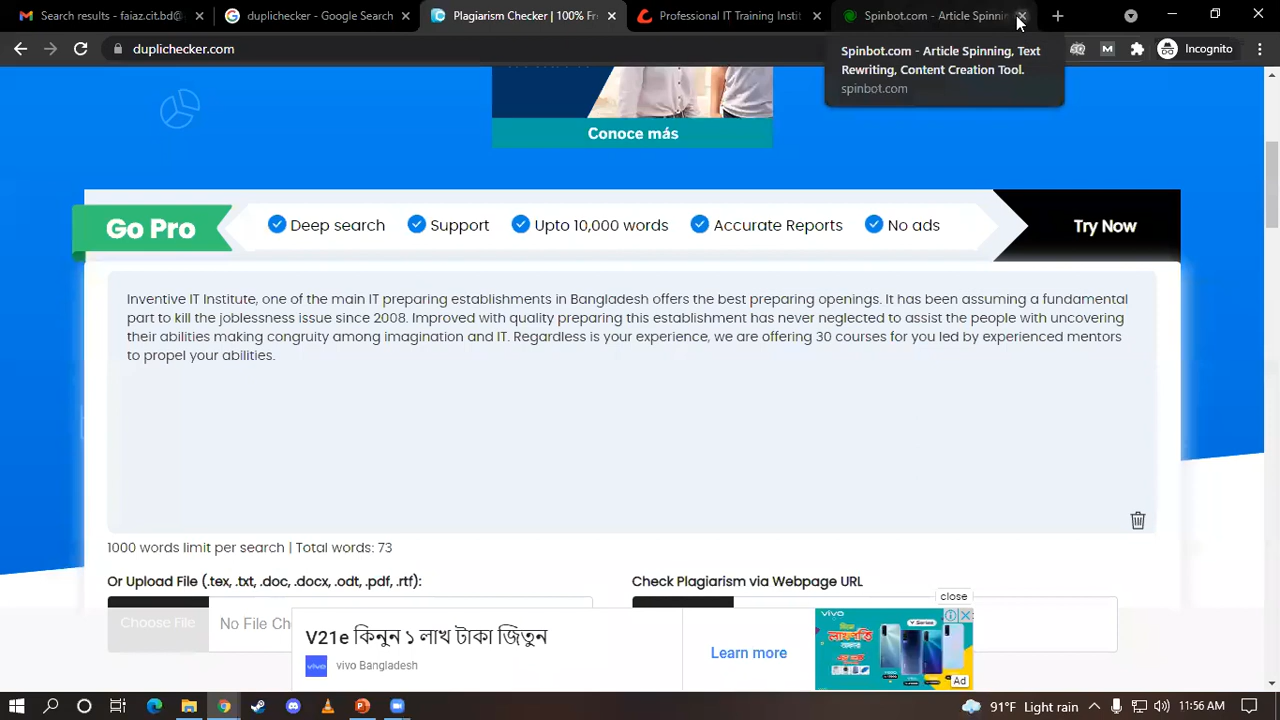 Search results - faiaz.cit.bd@
duplichecker - Google Search
Plagiarism Checker | 100% Fr
Professional IT Training Insti
Spinbot.com - Article Spinnin
duplichecker.com
Incognito
Spinbot.com - Article Spinning, Text
Rewriting, Content Creation Tool.
spinbot.com
Conoce más
Go Pro
Deep search
Support
Upto 10,000 words
Accurate Reports
No ads
Try Now
Inventive IT Institute, one of the main IT preparing establishments in Bangladesh offers the best preparing openings. It has been assuming a fundamental
part to kill the joblessness issue since 2008. Improved with quality preparing this establishment has never neglected to assist the people with uncovering
their abilities making congruity among imagination and IT. Regardless is your experience, we are offering 30 courses for you led by experienced mentors
to propel your abilities.
1000 words limit per search | Total words: 73
Or Upload File (.tex, .txt, .doc, .docx, .odt, .pdf, .rtf):
Check Plagiarism via Webpage URL
Choose File
No File Ch
close
V21e কিনুন ১ লাখ টাকা জিতুন
vivo
vivo Bangladesh
Learn more
vivo
Y Series
Ad
91°F Light rain
11:56 AM